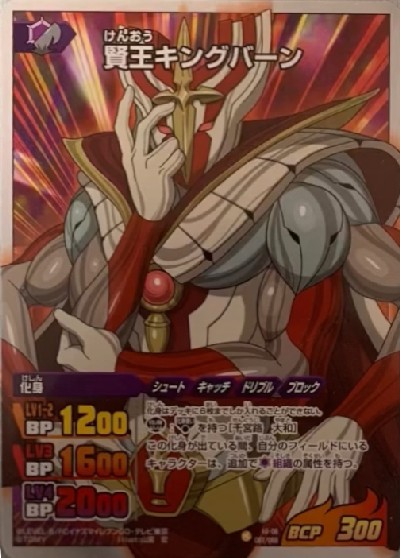 けんおう
賢王キングバーン
けしん
化身
シュート キャッチ ドリブル ブロック
LV1-2
BP 1200
LV3
BP 1600
LV4
BP 2000
化身はデッキに6枚までしか入れることができない。
を持つ【千宮路 大和】
この化身が出ている間、自分のフィールドにいる
キャラクターは、追加で 組織の属性を持つ。
BCP 300